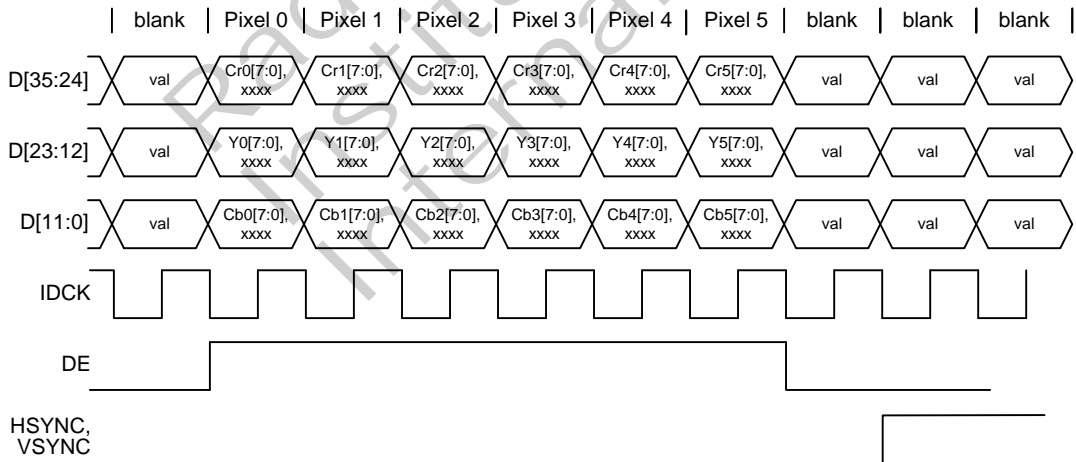 blank Pixel 0 Pixel 1 Pixel 2 Pixel 3 Pixel 4 Pixel 5 blank blank blank
D[35:24] val Cr0[7:0], Cr1[7:0], Cr2[7:0], Cr3[7:0], Cr4[7:0], Cr5[7:0], val val val
xxxx xxxx xxxx xxxx xxxx xxxx
D[23:12] val Y0[7:0], Y1[7:0], Y2[7:0], Y3[7:0], Y4[7:0], Y5[7:0], val val val
xxxx xxxx xxxx xxxx xxxx xxxx
D[11:0] val Cb0[7:0], Cb1[7:0], Cb2[7:0], Cb3[7:0], Cb4[7:0], Cb5[7:0], val val val
xxxx xxxx xxxx xxxx xxxx xxxx
IDCK
DE
HSYNC,
VSYNC